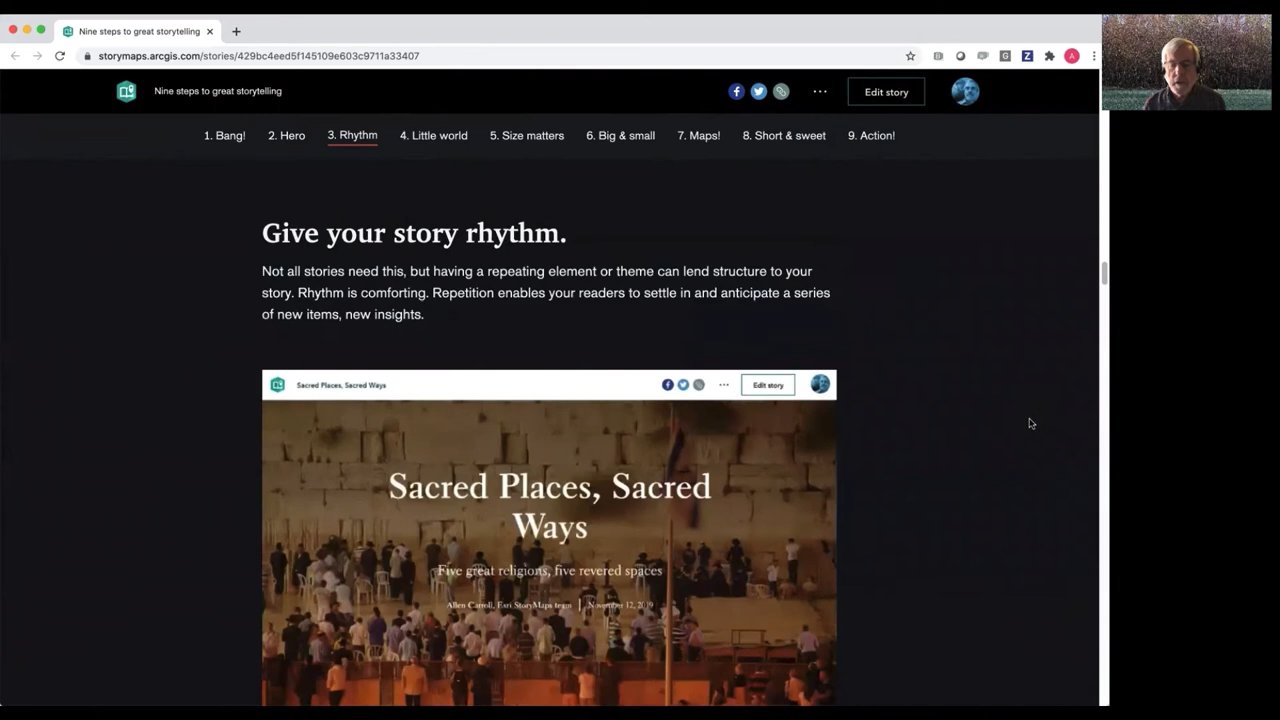 Nine steps to great storytelling
storymaps.arcgis.com/stories/429bc4eed5f145109e603c9711a33407
A
Nine steps to great storytelling
Edit story
1. Bang!
2. Hero
3. Rhythm
4. Little world
5. Size matters
6. Big & small
7. Maps!
8. Short & sweet
9. Action!
Give your story rhythm.
Not all stories need this, but having a repeating element or theme can lend structure to your
story. Rhythm is comforting. Repetition enables your readers to settle in and anticipate a series
of new items, new insights.
Sacred Places, Sacred Ways
Edit story
Sacred Places, Sacred
Ways
Five great religions, five revered spaces
Allen Carroll, Esri StoryMaps team | November 12, 2019